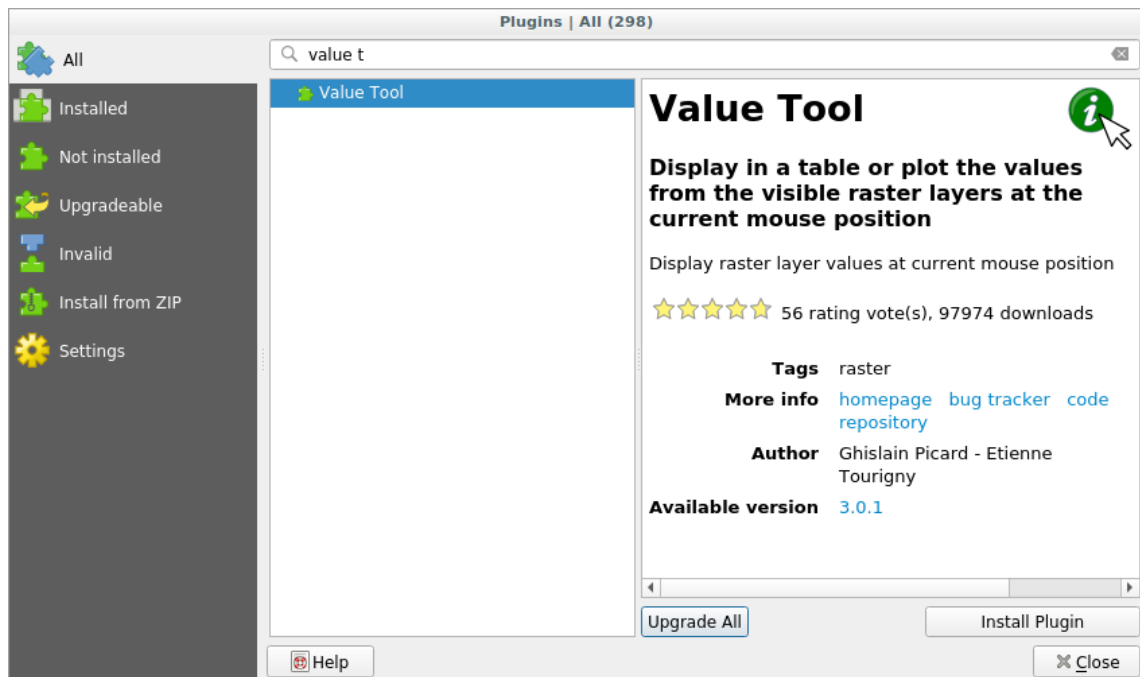 Plugins | All (298)
All
Installed
Not installed
Upgradeable
Invalid
Install from ZIP
Settings
value t
Value Tool
Value Tool
Display in a table or plot the values
from the visible raster layers at the
current mouse position
Display raster layer values at current mouse position
56 rating vote(s), 97974 downloads
Tags raster
More info homepage bug tracker code
repository
Author Ghislain Picard - Etienne
Tourigny
Available version 3.0.1
Upgrade All
Install Plugin
Help
Close